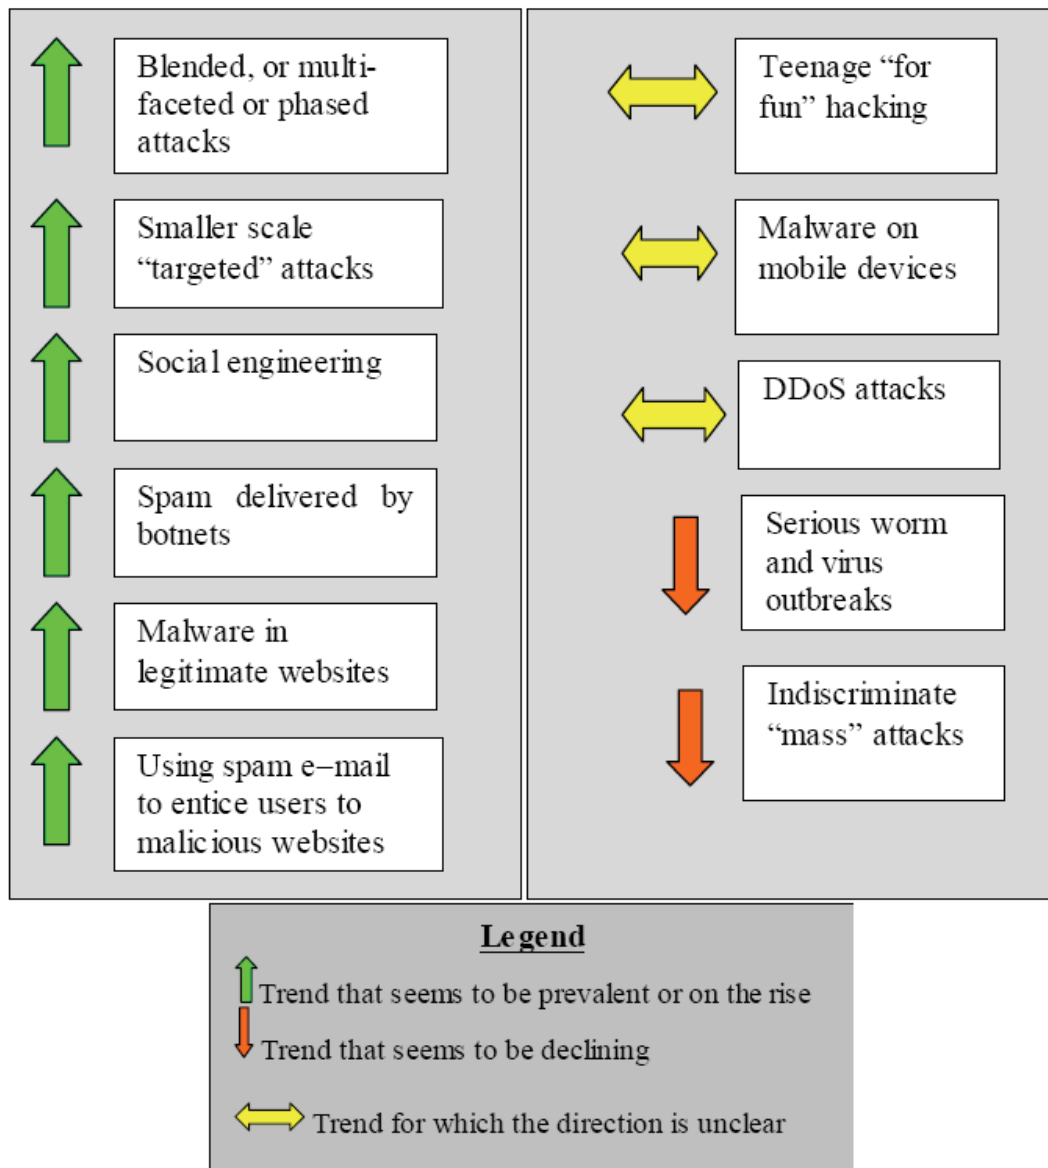 Blended, or multi-
faceted or phased
attacks
Smaller scale
“targeted” attacks
Social engineering
Spam delivered by
botnets
Malware in
legitimate websites
Using spam e–mail
to entice users to
malicious websites
Teenage “for
fun” hacking
Malware on
mobile devices
DDoS attacks
Serious worm
and virus
outbreaks
Indiscriminate
“mass” attacks
Legend
Trend that seems to be prevalent or on the rise
Trend that seems to be declining
Trend for which the direction is unclear